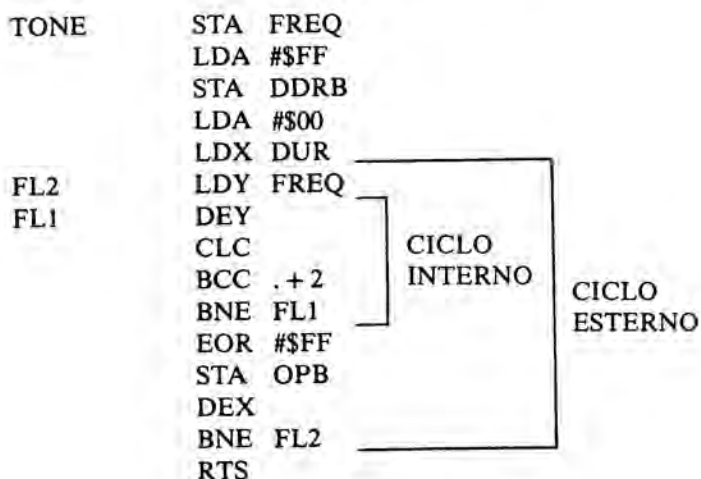 TONE STA FREQ
LDA #$FF
STA DDRB
LDA #$00
LDX DUR
FL2 LDY FREQ
FL1 DEY
CLC
BCC . + 2
BNE FL1
EOR #$FF
STA OPB
DEX
BNE FL2
RTS
CICLO
INTERNO
CICLO
ESTERNO